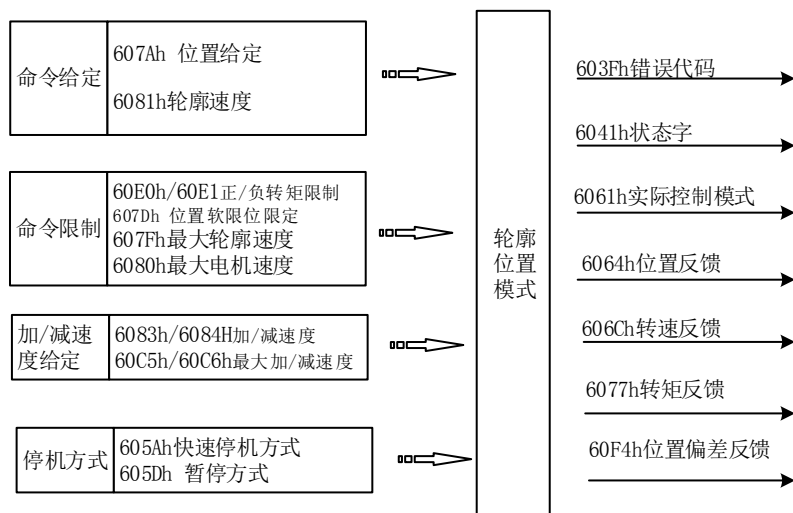 命令给定
607Ah 位置给定
6081h轮廓速度
命令限制
60E0h/60E1正/负转矩限制
607Dh 位置软限位限定
607Fh最大轮廓速度
6080h最大电机速度
加/减速
度给定
6083h/6084H加/减速度
60C5h/60C6h最大加/减速度
停机方式
605Ah快速停机方式
605Dh 暂停方式
轮廓
位置
模式
603Fh错误代码
6041h状态字
6061h实际控制模式
6064h位置反馈
606Ch转速反馈
6077h转矩反馈
60F4h位置偏差反馈